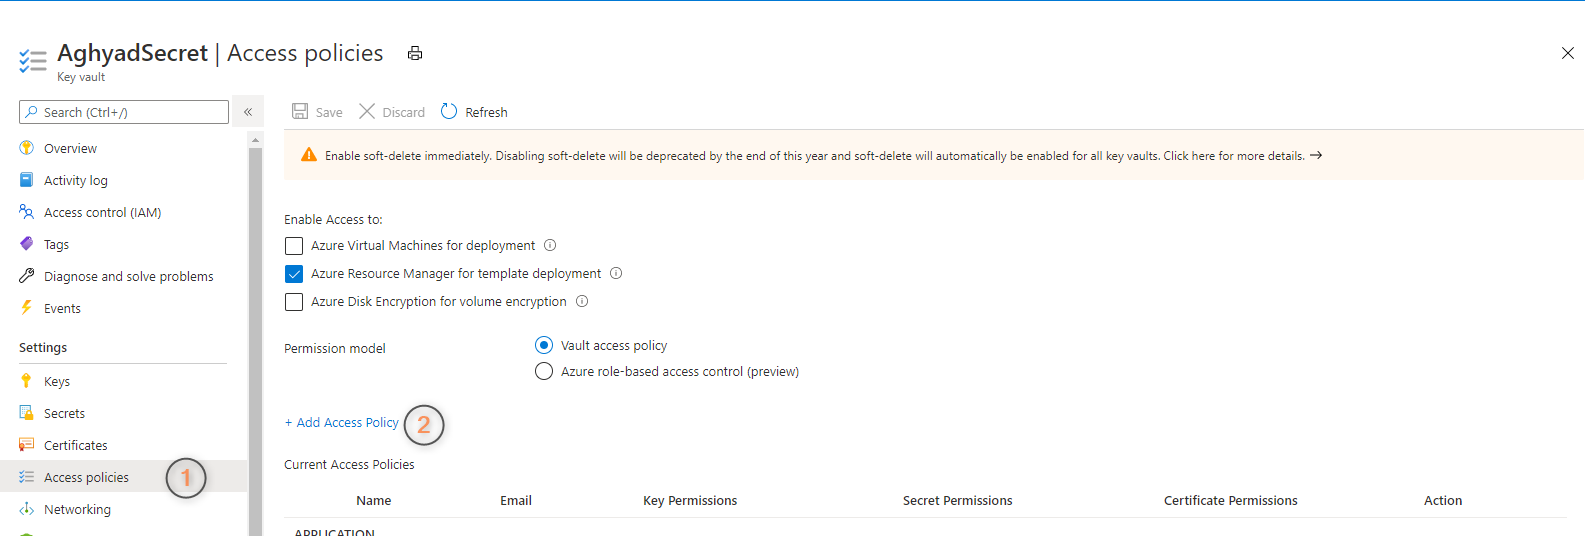 AghyadSecret | Access policies
Key vault
Search (Ctrl+/)
«
Overview
Activity log
Access control (IAM)
Tags
Diagnose and solve problems
Events
Settings
Keys
Secrets
Certificates
Access policies
1
Networking
Save
Discard
Refresh
Enable soft-delete immediately. Disabling soft-delete will be deprecated by the end of this year and soft-delete will automatically be enabled for all key vaults. Click here for more details. →
Enable Access to:
Azure Virtual Machines for deployment
Azure Resource Manager for template deployment
Azure Disk Encryption for volume encryption
Permission model
Vault access policy
Azure role-based access control (preview)
+ Add Access Policy
2
Current Access Policies
Name Email Key Permissions Secret Permissions Certificate Permissions Action
APPLICATION